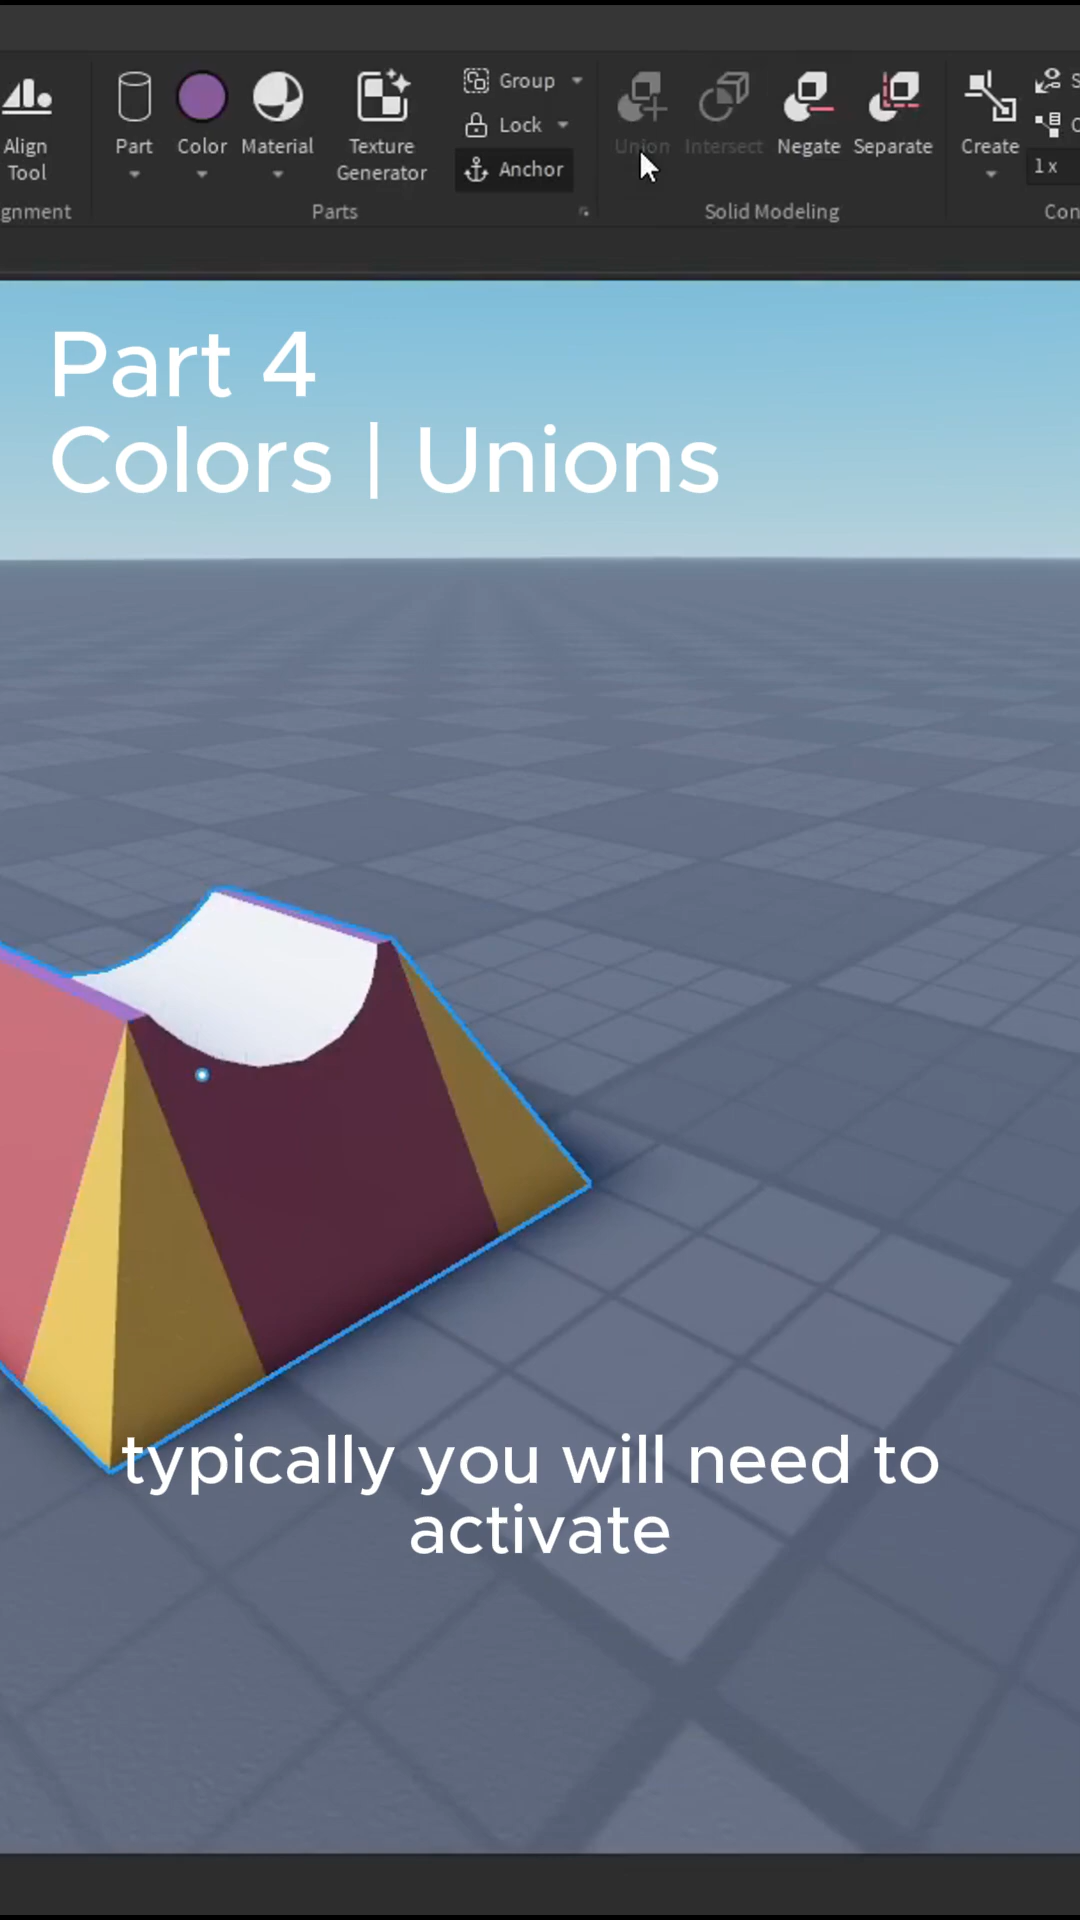 Align
Tool
Part
Color
Material
Texture
Generator
Group
Lock
Anchor
Union
Intersect
Negate
Separate
Create
1x
gnment
Parts
Solid Modeling
Con
Part 4
Colors | Unions
typically you will need to
activate